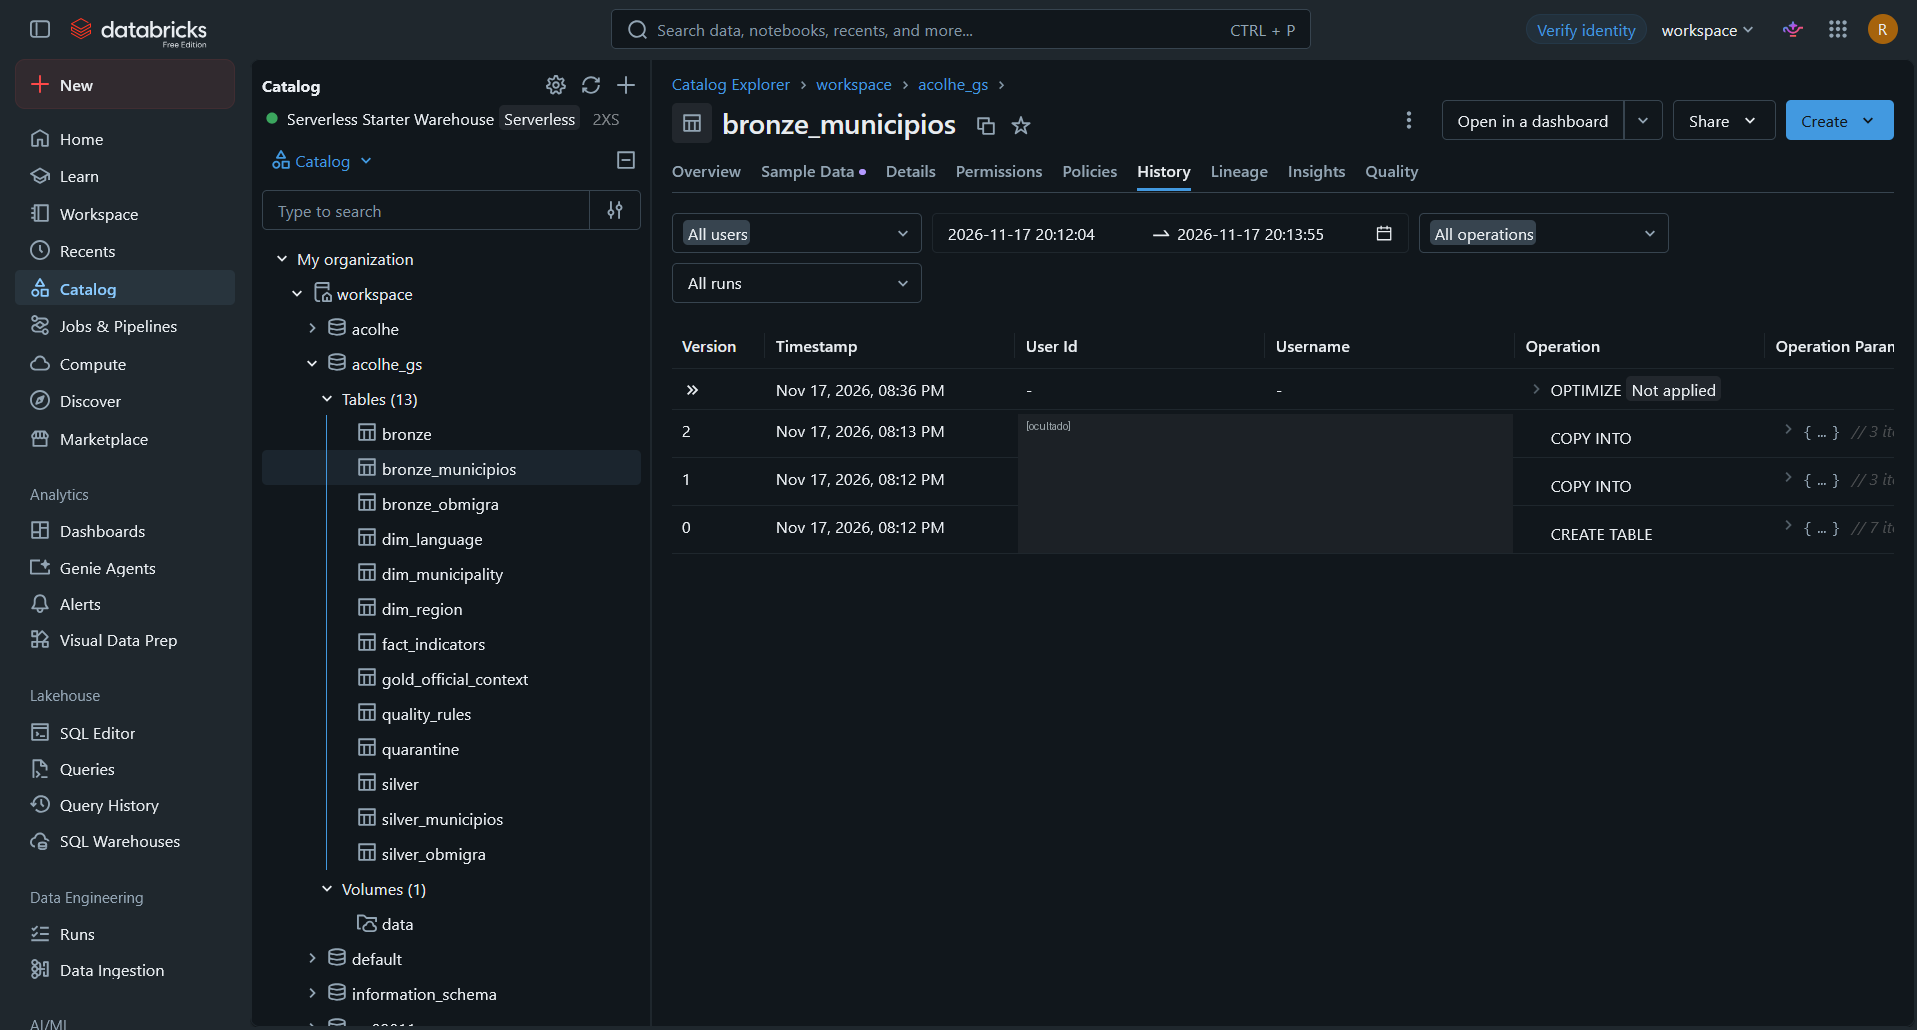 databricks
Free Edition
Search data, notebooks, recents, and more...
CTRL + P
Verify identity
workspace
R
New
Home
Learn
Workspace
Recents
Catalog
Jobs & Pipelines
Compute
Discover
Marketplace
Analytics
Dashboards
Genie Agents
Alerts
Visual Data Prep
Lakehouse
SQL Editor
Queries
Query History
SQL Warehouses
Data Engineering
Runs
Data Ingestion
AI/ML
Catalog
Serverless Starter Warehouse Serverless 2XS
Catalog
Type to search
My organization
workspace
acolhe
acolhe_gs
Tables (13)
bronze
bronze_municipios
bronze_obmigra
dim_language
dim_municipality
dim_region
fact_indicators
gold_official_context
quality_rules
quarantine
silver
silver_municipios
silver_obmigra
Volumes (1)
data
default
information_schema
Catalog Explorer › workspace › acolhe_gs ›
bronze_municipios
Open in a dashboard
Share
Create
Overview Sample Data Details Permissions Policies History Lineage Insights Quality
All users
2026-11-17 20:12:04 → 2026-11-17 20:13:55
All operations
All runs
Version Timestamp User Id Username Operation Operation Param
Nov 17, 2026, 08:36 PM - - OPTIMIZE Not applied
2 Nov 17, 2026, 08:13 PM [ocultado] COPY INTO { ... } // 3 it
1 Nov 17, 2026, 08:12 PM COPY INTO { ... } // 3 it
0 Nov 17, 2026, 08:12 PM CREATE TABLE { ... } // 7 it